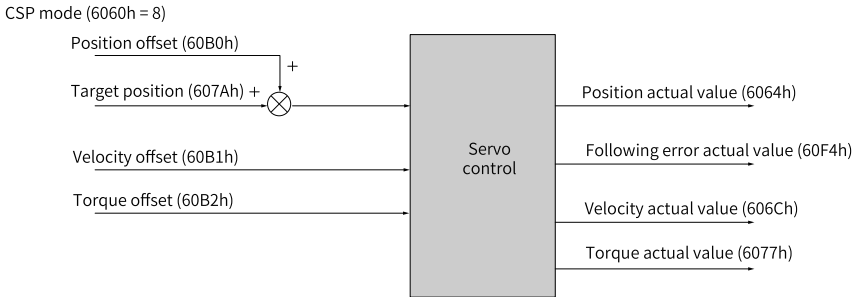 CSP mode (6060h = 8)
Position offset (60B0h)
+
Target position (607Ah) +
Velocity offset (60B1h)
Torque offset (60B2h)
Servo
control
Position actual value (6064h)
Following error actual value (60F4h)
Velocity actual value (606Ch)
Torque actual value (6077h)